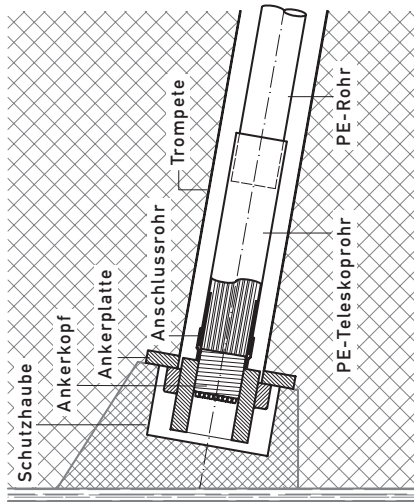 Schutzhaube
Ankerkopf
Ankerplatte
Anschlussrohr
Trompete
PE-Teleskoprohr
PE-Rohr